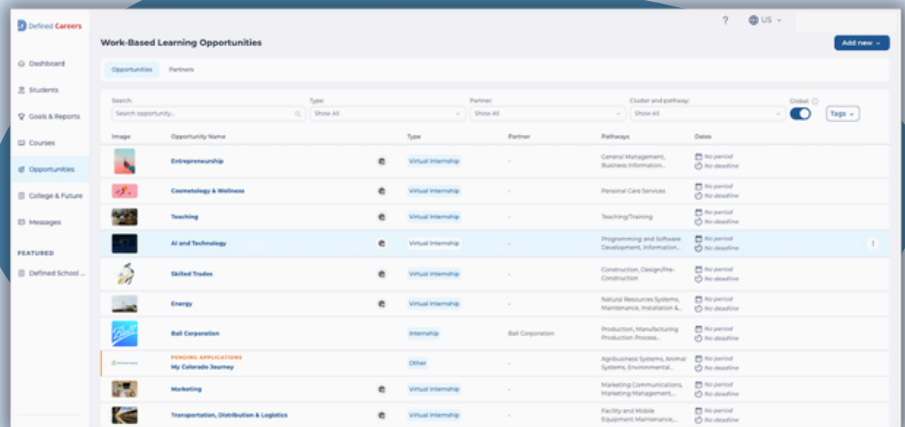 Defined Careers
? US
Work-Based Learning Opportunities
Add new
Dashboard
Students
Goals & Reports
Courses
Opportunities
College & Future
Messages
FEATURED
Defined School ...
Opportunities Partners
Search: Type: Partner: Cluster and pathway: Global:
Search opportunity... Show All Show All Show All Tags
Image Opportunity Name Type Partner Pathways Dates
Entrepreneurship Virtual Internship - General Management, Business Information... No period No deadline
Cosmetology & Wellness Virtual Internship - Personal Care Services No period No deadline
Teaching Virtual Internship - Teaching/Training No period No deadline
AI and Technology Virtual Internship - Programming and Software Development, Information... No period No deadline
Skilled Trades Virtual Internship - Construction, Design/Pre-Construction No period No deadline
Energy Virtual Internship - Natural Resources Systems, Maintenance, Installation &... No period No deadline
Ball
Ball Corporation Internship Ball Corporation Production, Manufacturing Production Process... No period No deadline
PENDING APPLICATIONS
My Colorado Journey Other - Agribusiness Systems, Animal Systems, Environmental... No period No deadline
Marketing Virtual Internship - Marketing Communications, Marketing Management,... No period No deadline
Transportation, Distribution & Logistics Virtual Internship - Facility and Mobile Equipment Maintenance,... No period No deadline